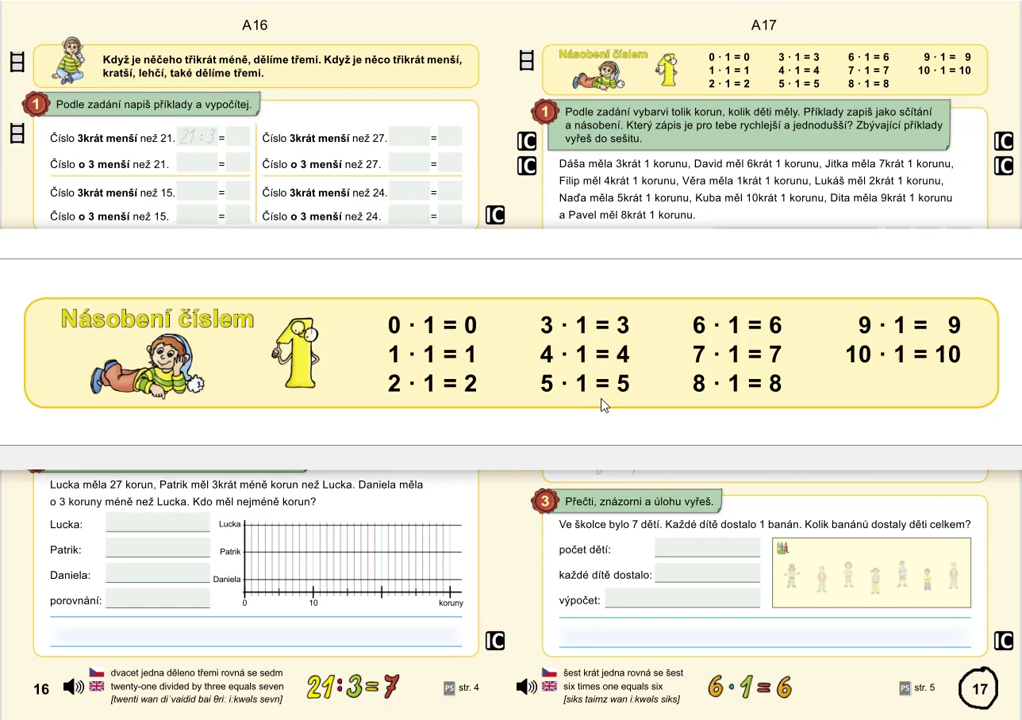 A16
Když je něčeho třikrát méně, dělíme třemi. Když je něco třikrát menší,
kratší, lehčí, také dělíme třemi.
1 Podle zadání napiš příklady a vypočítej.
Číslo 3krát menší než 21. 21:3 =
Číslo o 3 menší než 21. =
Číslo 3krát menší než 15. =
Číslo o 3 menší než 15. =
Číslo 3krát menší než 27. =
Číslo o 3 menší než 27. =
Číslo 3krát menší než 24. =
Číslo o 3 menší než 24. =
IC
A17
Násobení číslem 1
0 · 1 = 0 3 · 1 = 3 6 · 1 = 6 9 · 1 = 9
1 · 1 = 1 4 · 1 = 4 7 · 1 = 7 10 · 1 = 10
2 · 1 = 2 5 · 1 = 5 8 · 1 = 8
1 Podle zadání vybarvi tolik korun, kolik děti měly. Příklady zapiš jako sčítání
a násobení. Který zápis je pro tebe rychlejší a jednodušší? Zbývající příklady
vyřeš do sešitu.
IC IC
IC IC
Dáša měla 3krát 1 korunu, David měl 6krát 1 korunu, Jitka měla 7krát 1 korunu,
Filip měl 4krát 1 korunu, Věra měla 1krát 1 korunu, Lukáš měl 2krát 1 korunu,
Naďa měla 5krát 1 korunu, Kuba měl 10krát 1 korunu, Dita měla 9krát 1 korunu
a Pavel měl 8krát 1 korunu.
Násobení číslem 1
0 · 1 = 0 3 · 1 = 3 6 · 1 = 6 9 · 1 = 9
1 · 1 = 1 4 · 1 = 4 7 · 1 = 7 10 · 1 = 10
2 · 1 = 2 5 · 1 = 5 8 · 1 = 8
Lucka měla 27 korun, Patrik měl 3krát méně korun než Lucka. Daniela měla
o 3 koruny méně než Lucka. Kdo měl nejméně korun?
Lucka:
Patrik:
Daniela:
porovnání:
Lucka
Patrik
Daniela
0 10 koruny
IC
16
dvacet jedna děleno třemi rovná se sedm
twenty-one divided by three equals seven
[twenti wan di`vaidid bai θri: i:kwəls sevn]
21:3=7
PS str. 4
3 Přečti, znázorni a úlohu vyřeš.
Ve školce bylo 7 dětí. Každé dítě dostalo 1 banán. Kolik banánů dostaly děti celkem?
počet dětí:
každé dítě dostalo:
výpočet:
IC
šest krát jedna rovná se šest
six times one equals six
[siks taimz wan i:kwəls siks]
6·1=6
PS str. 5
17